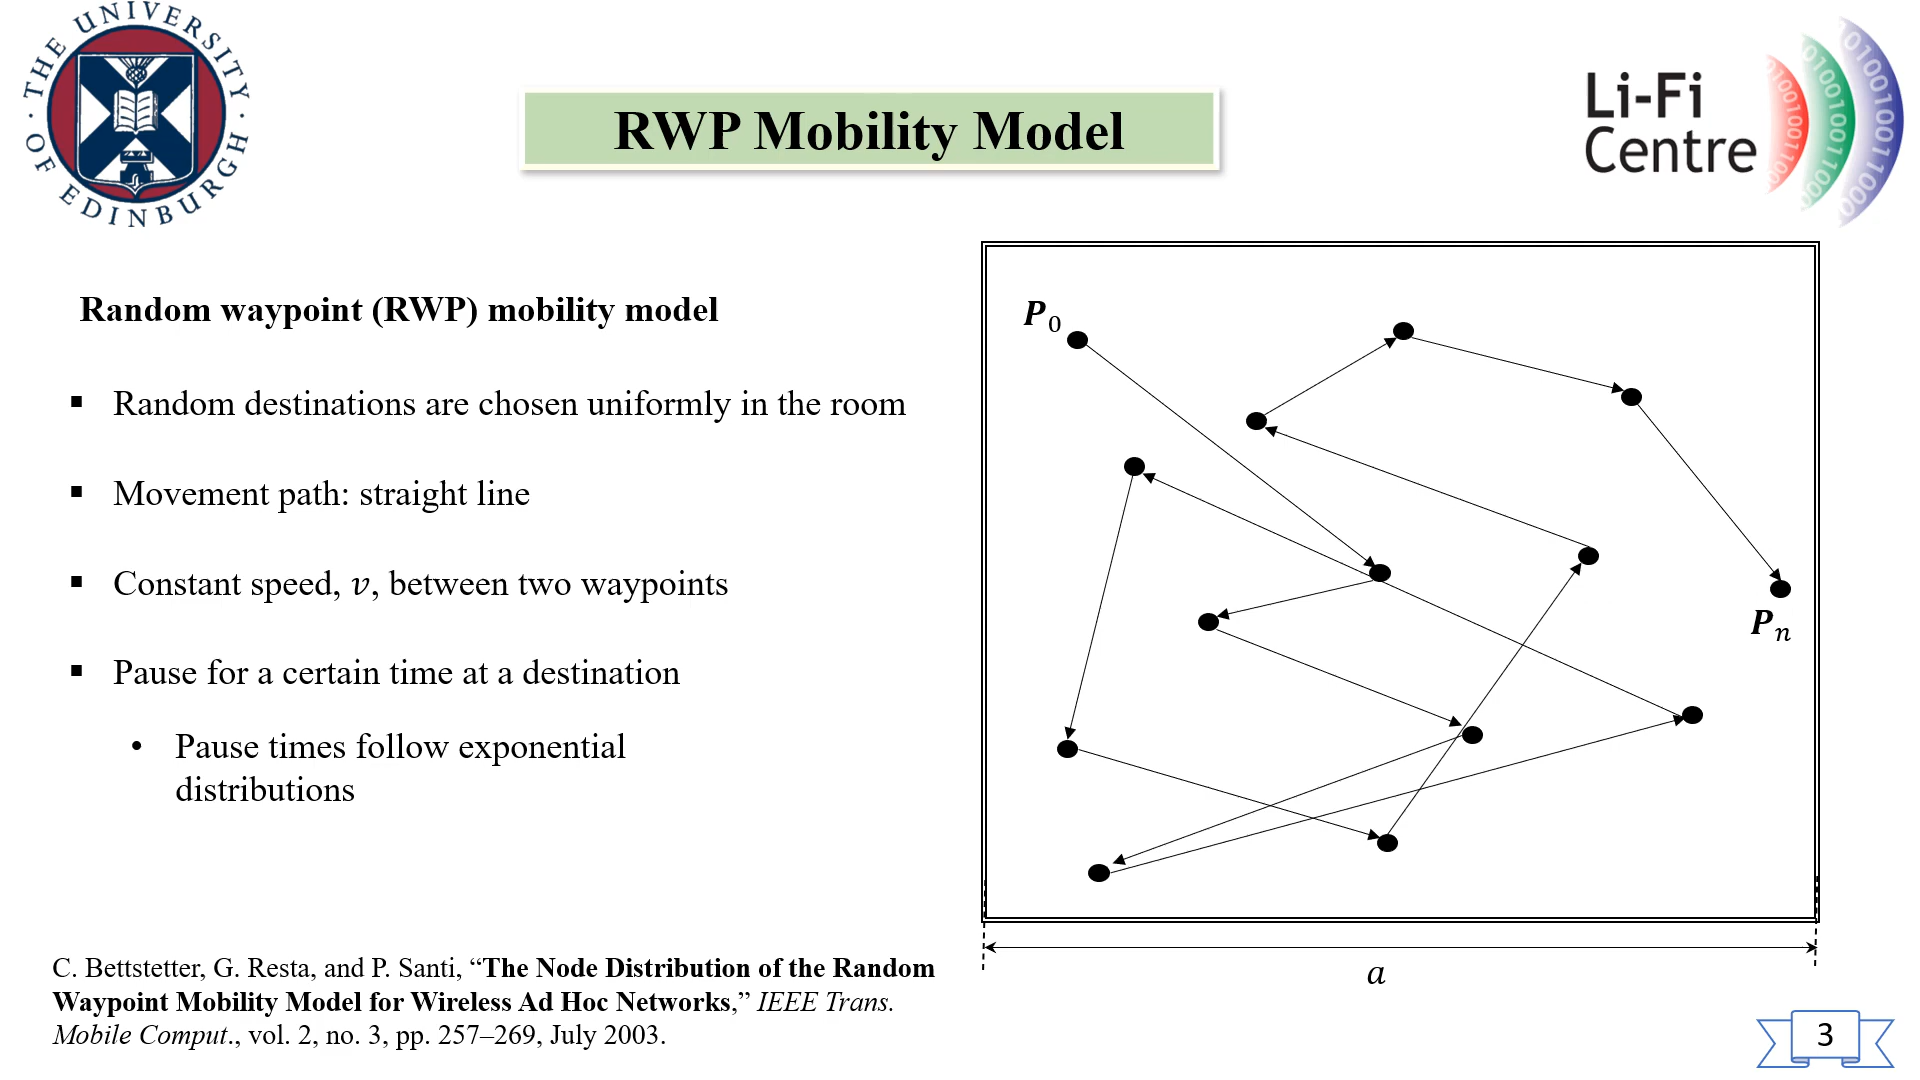 THE UNIVERSITY OF EDINBURGH
RWP Mobility Model
Li-Fi
Centre
Random waypoint (RWP) mobility model
▪ Random destinations are chosen uniformly in the room
▪ Movement path: straight line
▪ Constant speed, 𝑣, between two waypoints
▪ Pause for a certain time at a destination
• Pause times follow exponential
distributions
P₀
Pₙ
a
C. Bettstetter, G. Resta, and P. Santi, “The Node Distribution of the Random
Waypoint Mobility Model for Wireless Ad Hoc Networks,” IEEE Trans.
Mobile Comput., vol. 2, no. 3, pp. 257–269, July 2003.
3